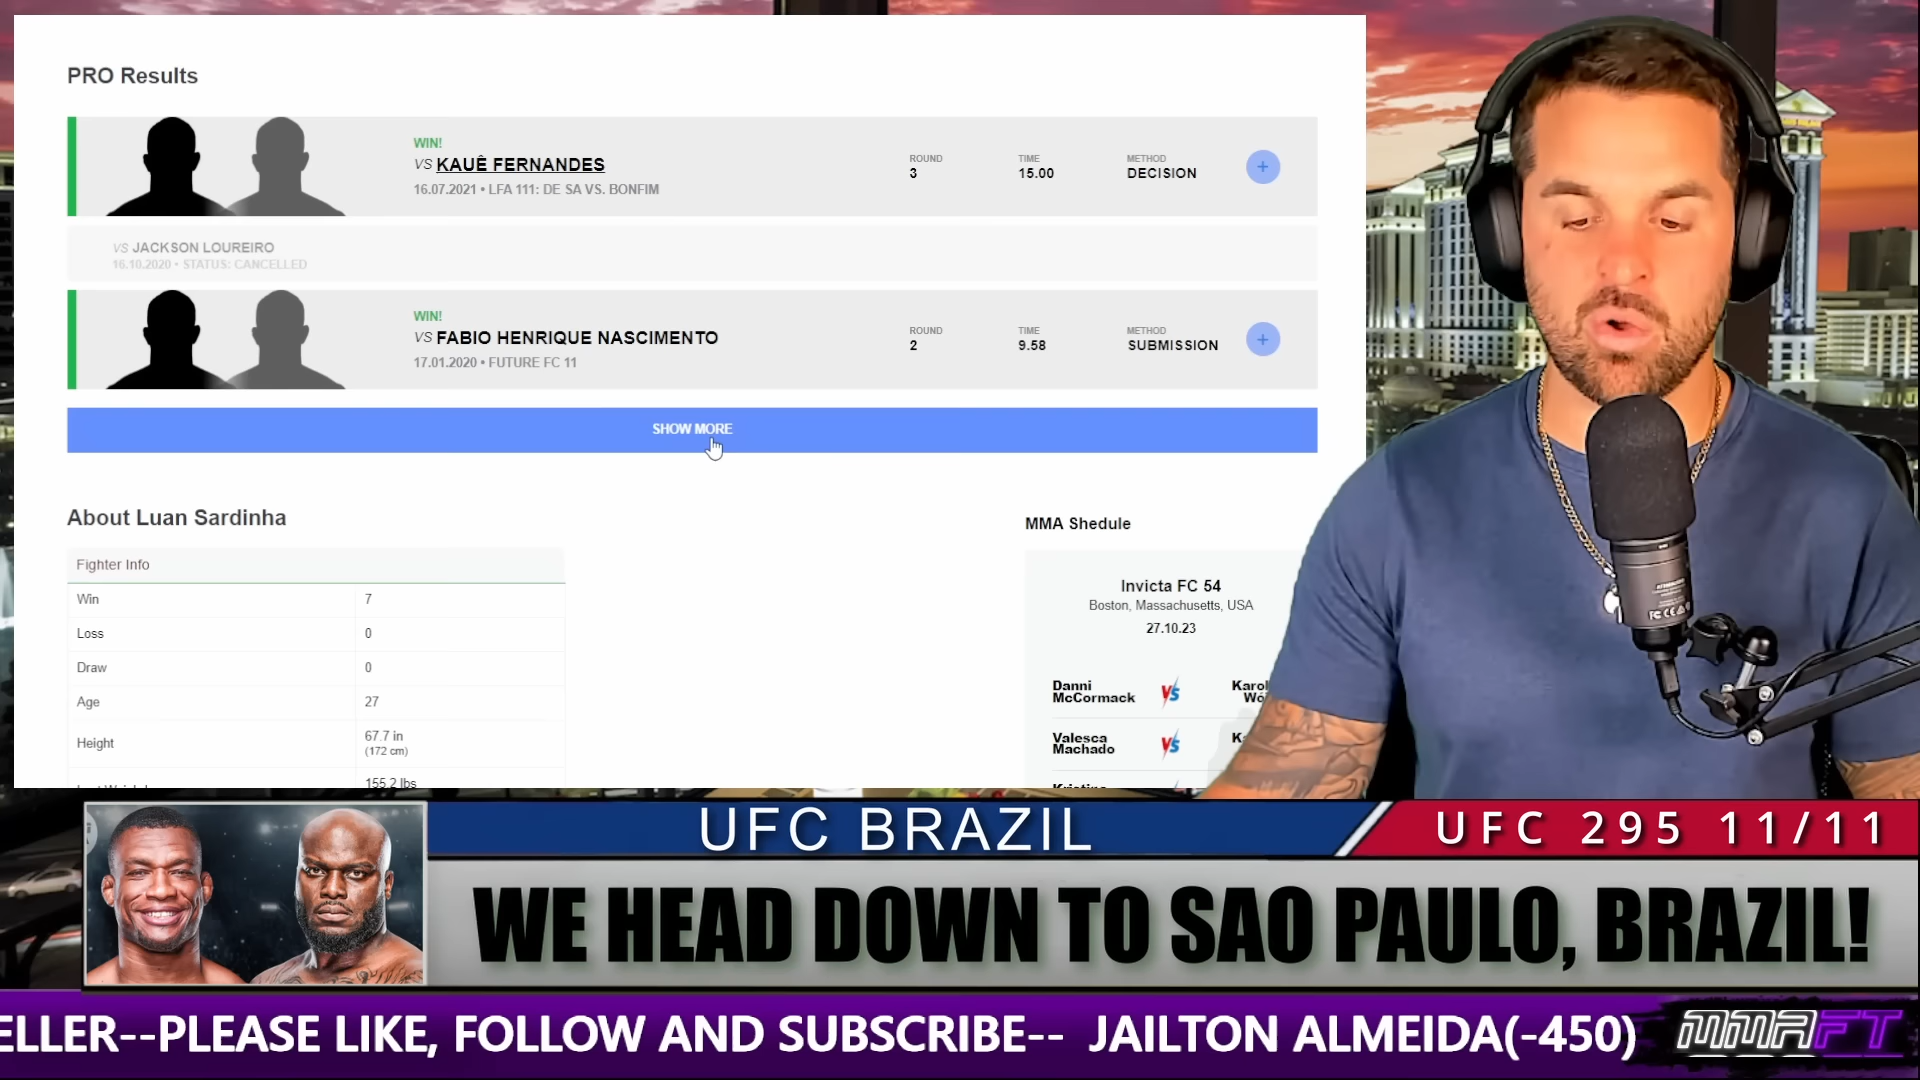 PRO Results
WIN!
VS KAUÊ FERNANDES
16.07.2021 • LFA 111: DE SA VS. BONFIM
ROUND
3
TIME
15.00
METHOD
DECISION
+
VS JACKSON LOUREIRO
16.10.2020 • STATUS: CANCELLED
WIN!
VS FABIO HENRIQUE NASCIMENTO
17.01.2020 • FUTURE FC 11
ROUND
2
TIME
9.58
METHOD
SUBMISSION
+
SHOW MORE
About Luan Sardinha
Fighter Info
Win 7
Loss 0
Draw 0
Age 27
Height 67.7 in
(172 cm)
155.2 lbs
MMA Shedule
Invicta FC 54
Boston, Massachusetts, USA
27.10.23
Danni
McCormack
VS
Karol
Wó
Valesca
Machado
VS
K
UFC BRAZIL
UFC 295 11/11
WE HEAD DOWN TO SAO PAULO, BRAZIL!
ELLER--PLEASE LIKE, FOLLOW AND SUBSCRIBE-- JAILTON ALMEIDA(-450)
MMAFT